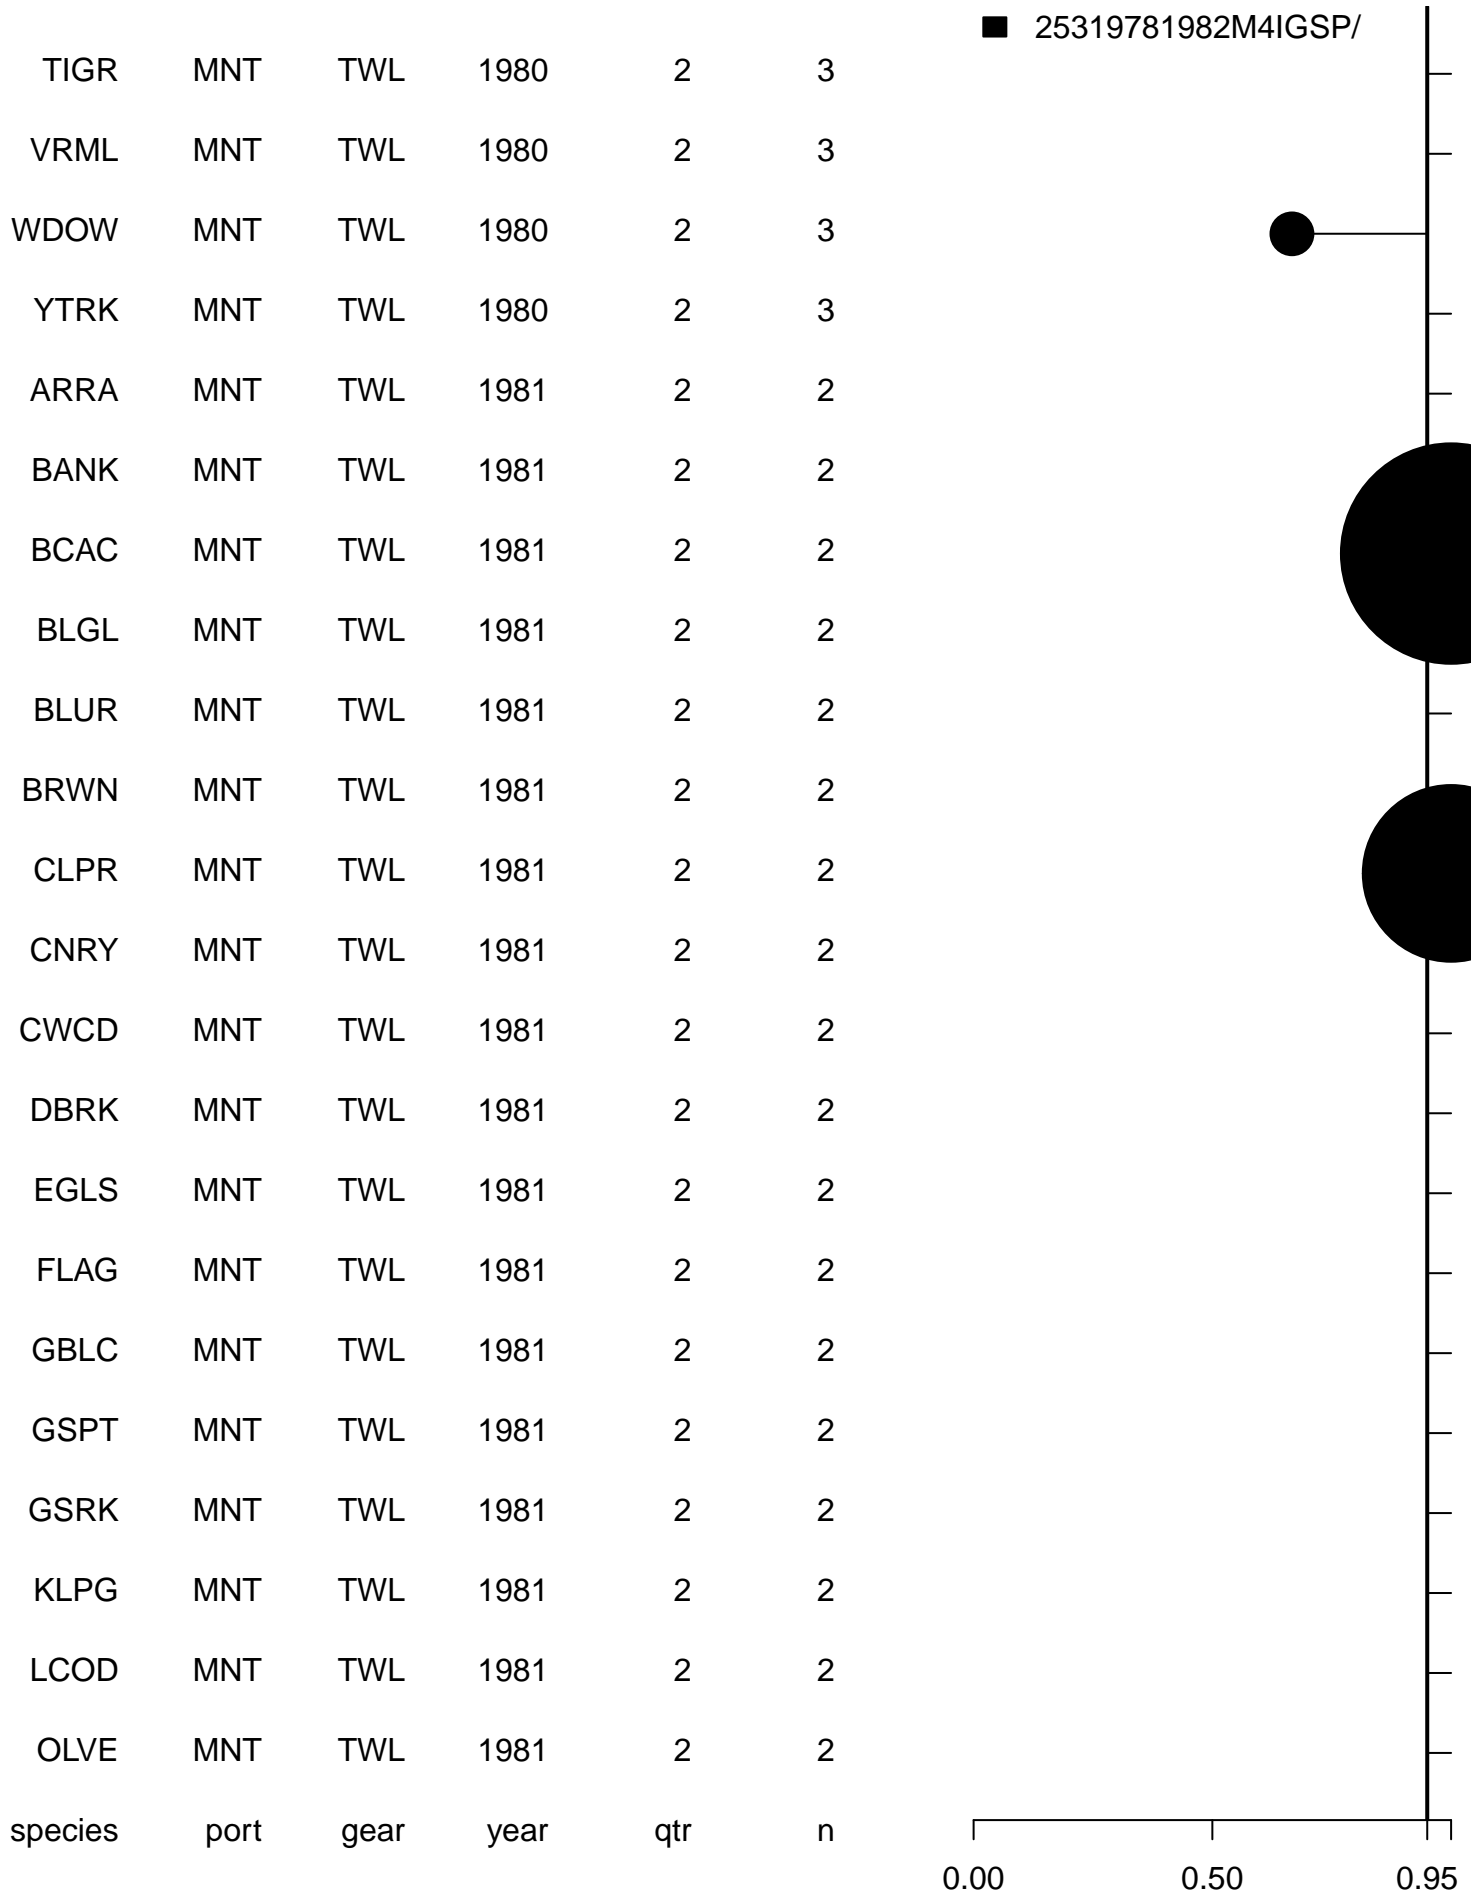 25319781982M4IGSP/
TIGR MNT TWL 1980 2 3
VRML MNT TWL 1980 2 3
WDOW MNT TWL 1980 2 3
YTRK MNT TWL 1980 2 3
ARRA MNT TWL 1981 2 2
BANK MNT TWL 1981 2 2
BCAC MNT TWL 1981 2 2
BLGL MNT TWL 1981 2 2
BLUR MNT TWL 1981 2 2
BRWN MNT TWL 1981 2 2
CLPR MNT TWL 1981 2 2
CNRY MNT TWL 1981 2 2
CWCD MNT TWL 1981 2 2
DBRK MNT TWL 1981 2 2
EGLS MNT TWL 1981 2 2
FLAG MNT TWL 1981 2 2
GBLC MNT TWL 1981 2 2
GSPT MNT TWL 1981 2 2
GSRK MNT TWL 1981 2 2
KLPG MNT TWL 1981 2 2
LCOD MNT TWL 1981 2 2
OLVE MNT TWL 1981 2 2
species port gear year qtr n
0.00 0.50 0.95